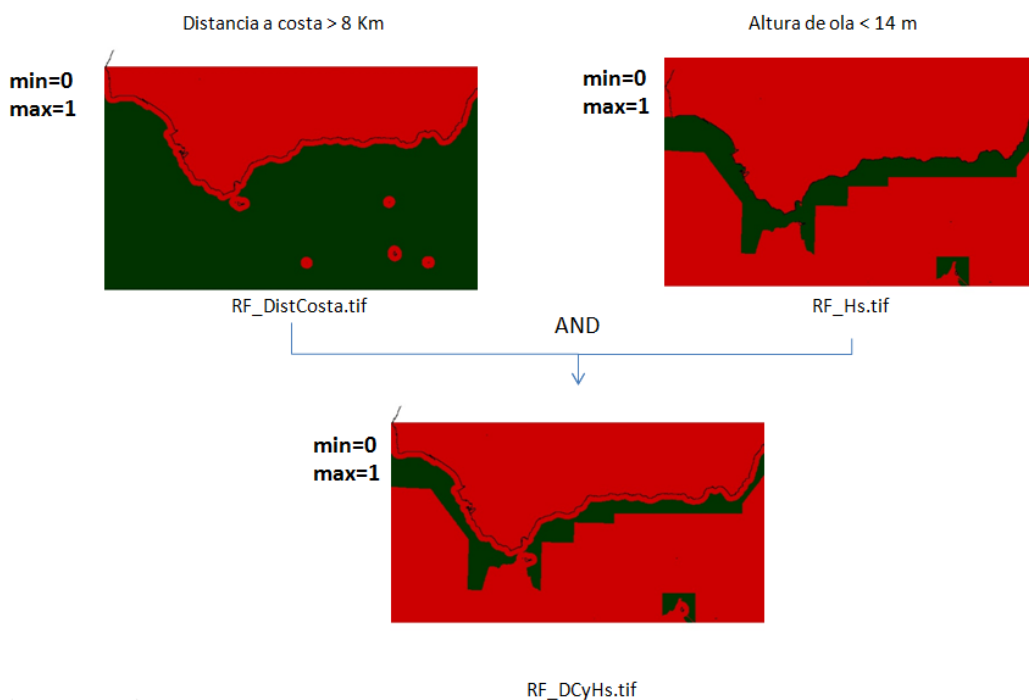 Distancia a costa > 8 Km
Altura de ola < 14 m
min=0
max=1
min=0
max=1
RF_DistCosta.tif
RF_Hs.tif
AND
min=0
max=1
RF_DCyHs.tif